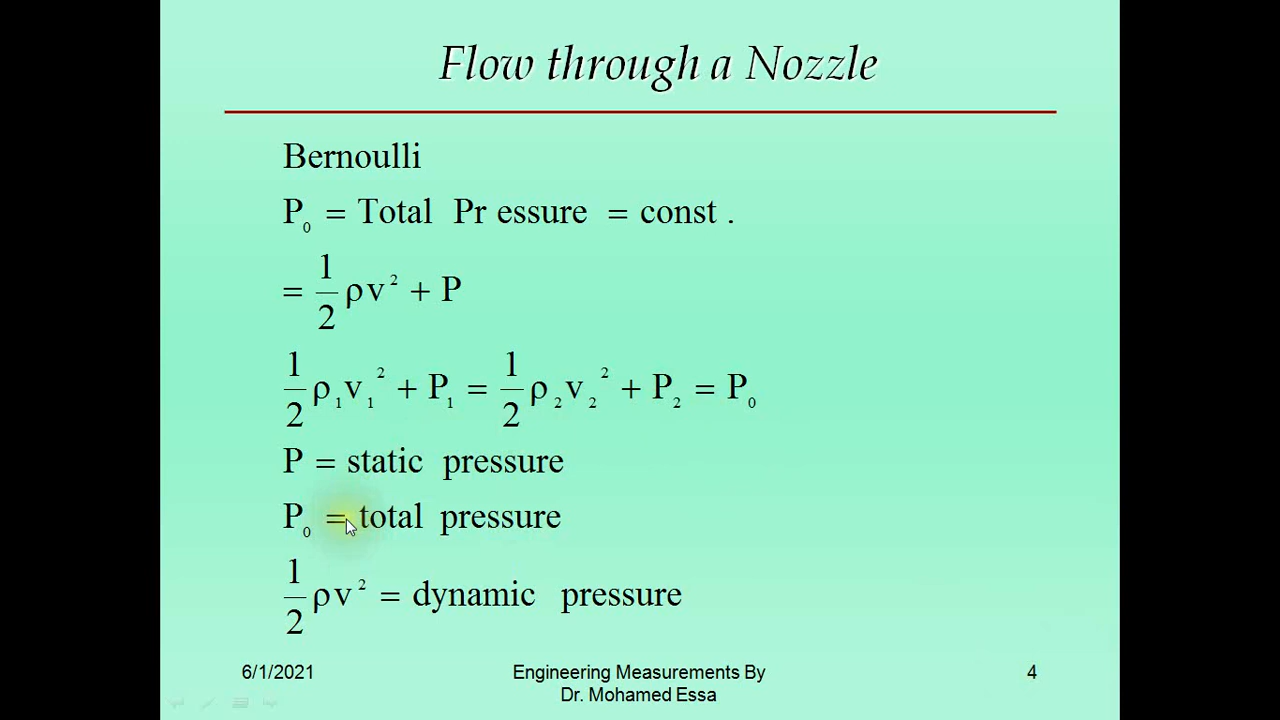 Flow through a Nozzle
Bernoulli
P₀ = Total Pr essure = const .
= 1/2 ρv² + P
1/2 ρ₁v₁² + P₁ = 1/2 ρ₂v₂² + P₂ = P₀
P = static pressure
P₀ = total pressure
1/2 ρv² = dynamic pressure
6/1/2021
Engineering Measurements By
Dr. Mohamed Essa
4